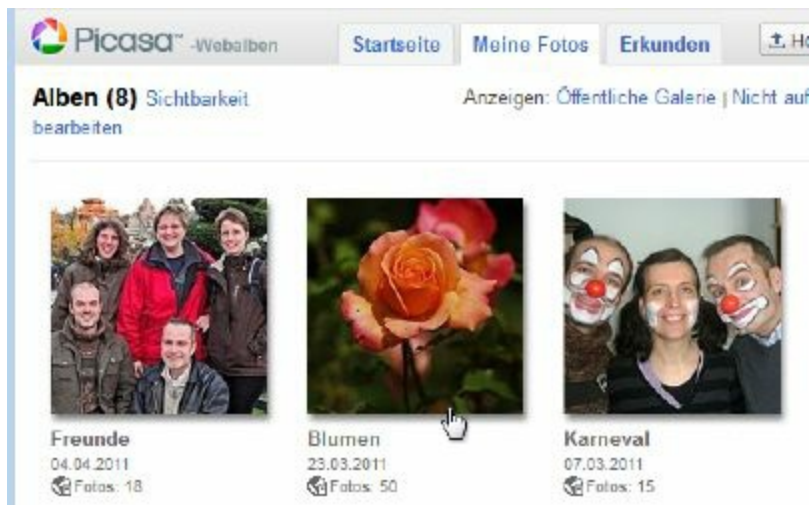 Picasa™ -Webalben
Startseite Meine Fotos Erkunden
Alben (8) Sichtbarkeit
bearbeiten
Anzeigen: Öffentliche Galerie | Nicht auf
Freunde
04.04.2011
Fotos: 18
Blumen
23.03.2011
Fotos: 50
Karneval
07.03.2011
Fotos: 15